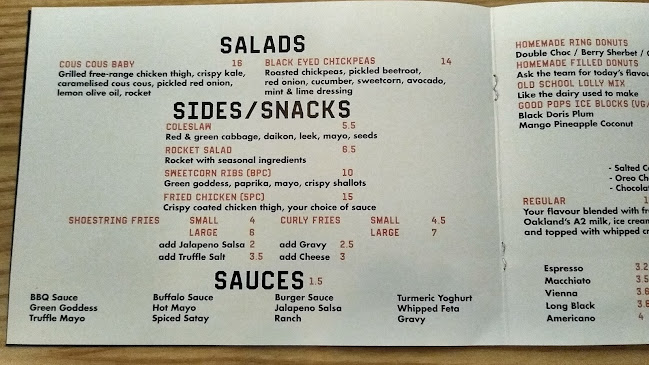 SALADS
COUS COUS BABY 16
Grilled free-range chicken thigh, crispy kale,
caramelised cous cous, pickled red onion,
lemon olive oil, rocket
BLACK EYED CHICKPEAS 14
Roasted chickpeas, pickled beetroot,
red onion, cucumber, sweetcorn, avocado,
mint & lime dressing
SIDES/SNACKS
COLESLAW 5.5
Red & green cabbage, daikon, leek, mayo, seeds
ROCKET SALAD 6.5
Rocket with seasonal ingredients
SWEETCORN RIBS (8PC) 10
Green goddess, paprika, mayo, crispy shallots
FRIED CHICKEN (5PC) 15
Crispy coated chicken thigh, your choice of sauce
SHOESTRING FRIES SMALL 4 CURLY FRIES SMALL 4.5
LARGE 6 LARGE 7
add Jalapeno Salsa 2 add Gravy 2.5
add Truffle Salt 3.5 add Cheese 3
SAUCES 1.5
BBQ Sauce Buffalo Sauce Burger Sauce Turmeric Yoghurt
Green Goddess Hot Mayo Jalapeno Salsa Whipped Feta
Truffle Mayo Spiced Satay Ranch Gravy
HOMEMADE RING DONUTS
Double Choc / Berry Sherbet /
HOMEMADE FILLED DONUTS
Ask the team for today's
OLD SCHOOL LOLLY MIX
Like the dairy used to make
GOOD POPS ICE BLOCKS
Black Doris Plum
Mango Pineapple Coconut
- Salted
- Oreo
-
REGULAR
Your flavour blended with
Oakland's A2 milk, ice
and topped with whipped
Espresso 3.2
Macchiato 3.5
Vienna
Long Black
Americano 4